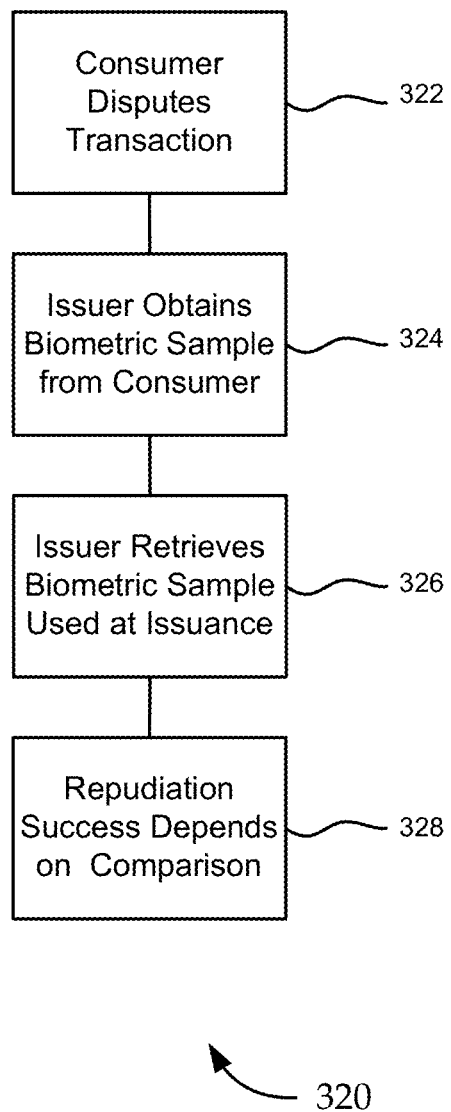 Consumer
Disputes
Transaction
322
Issuer Obtains
Biometric Sample
from Consumer
324
Issuer Retrieves
Biometric Sample
Used at Issuance
326
Repudiation
Success Depends
on Comparison
328
320